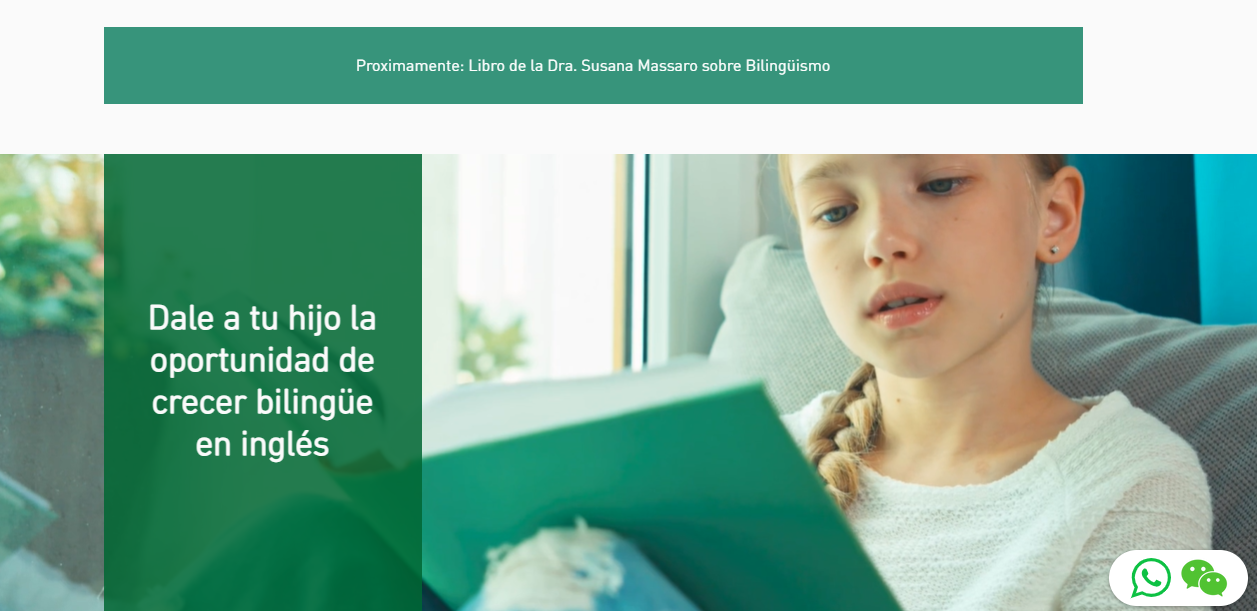 Proximamente: Libro de la Dra. Susana Massaro sobre Bilingüismo
Dale a tu hijo la
oportunidad de
crecer bilingüe
en inglés